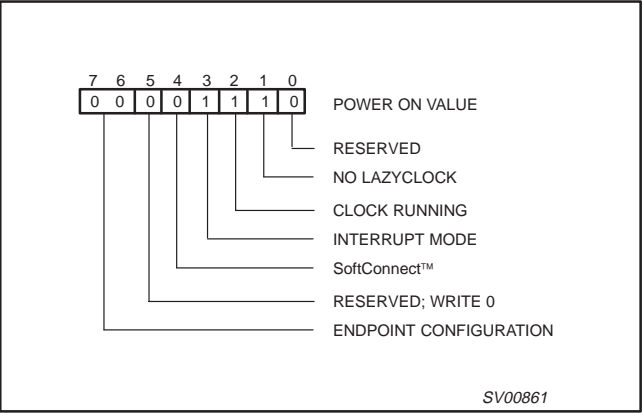 7 6 5 4 3 2 1 0
0 0 0 0 1 1 1 0 POWER ON VALUE
RESERVED
NO LAZYCLOCK
CLOCK RUNNING
INTERRUPT MODE
SoftConnect™
RESERVED; WRITE 0
ENDPOINT CONFIGURATION
SV00861